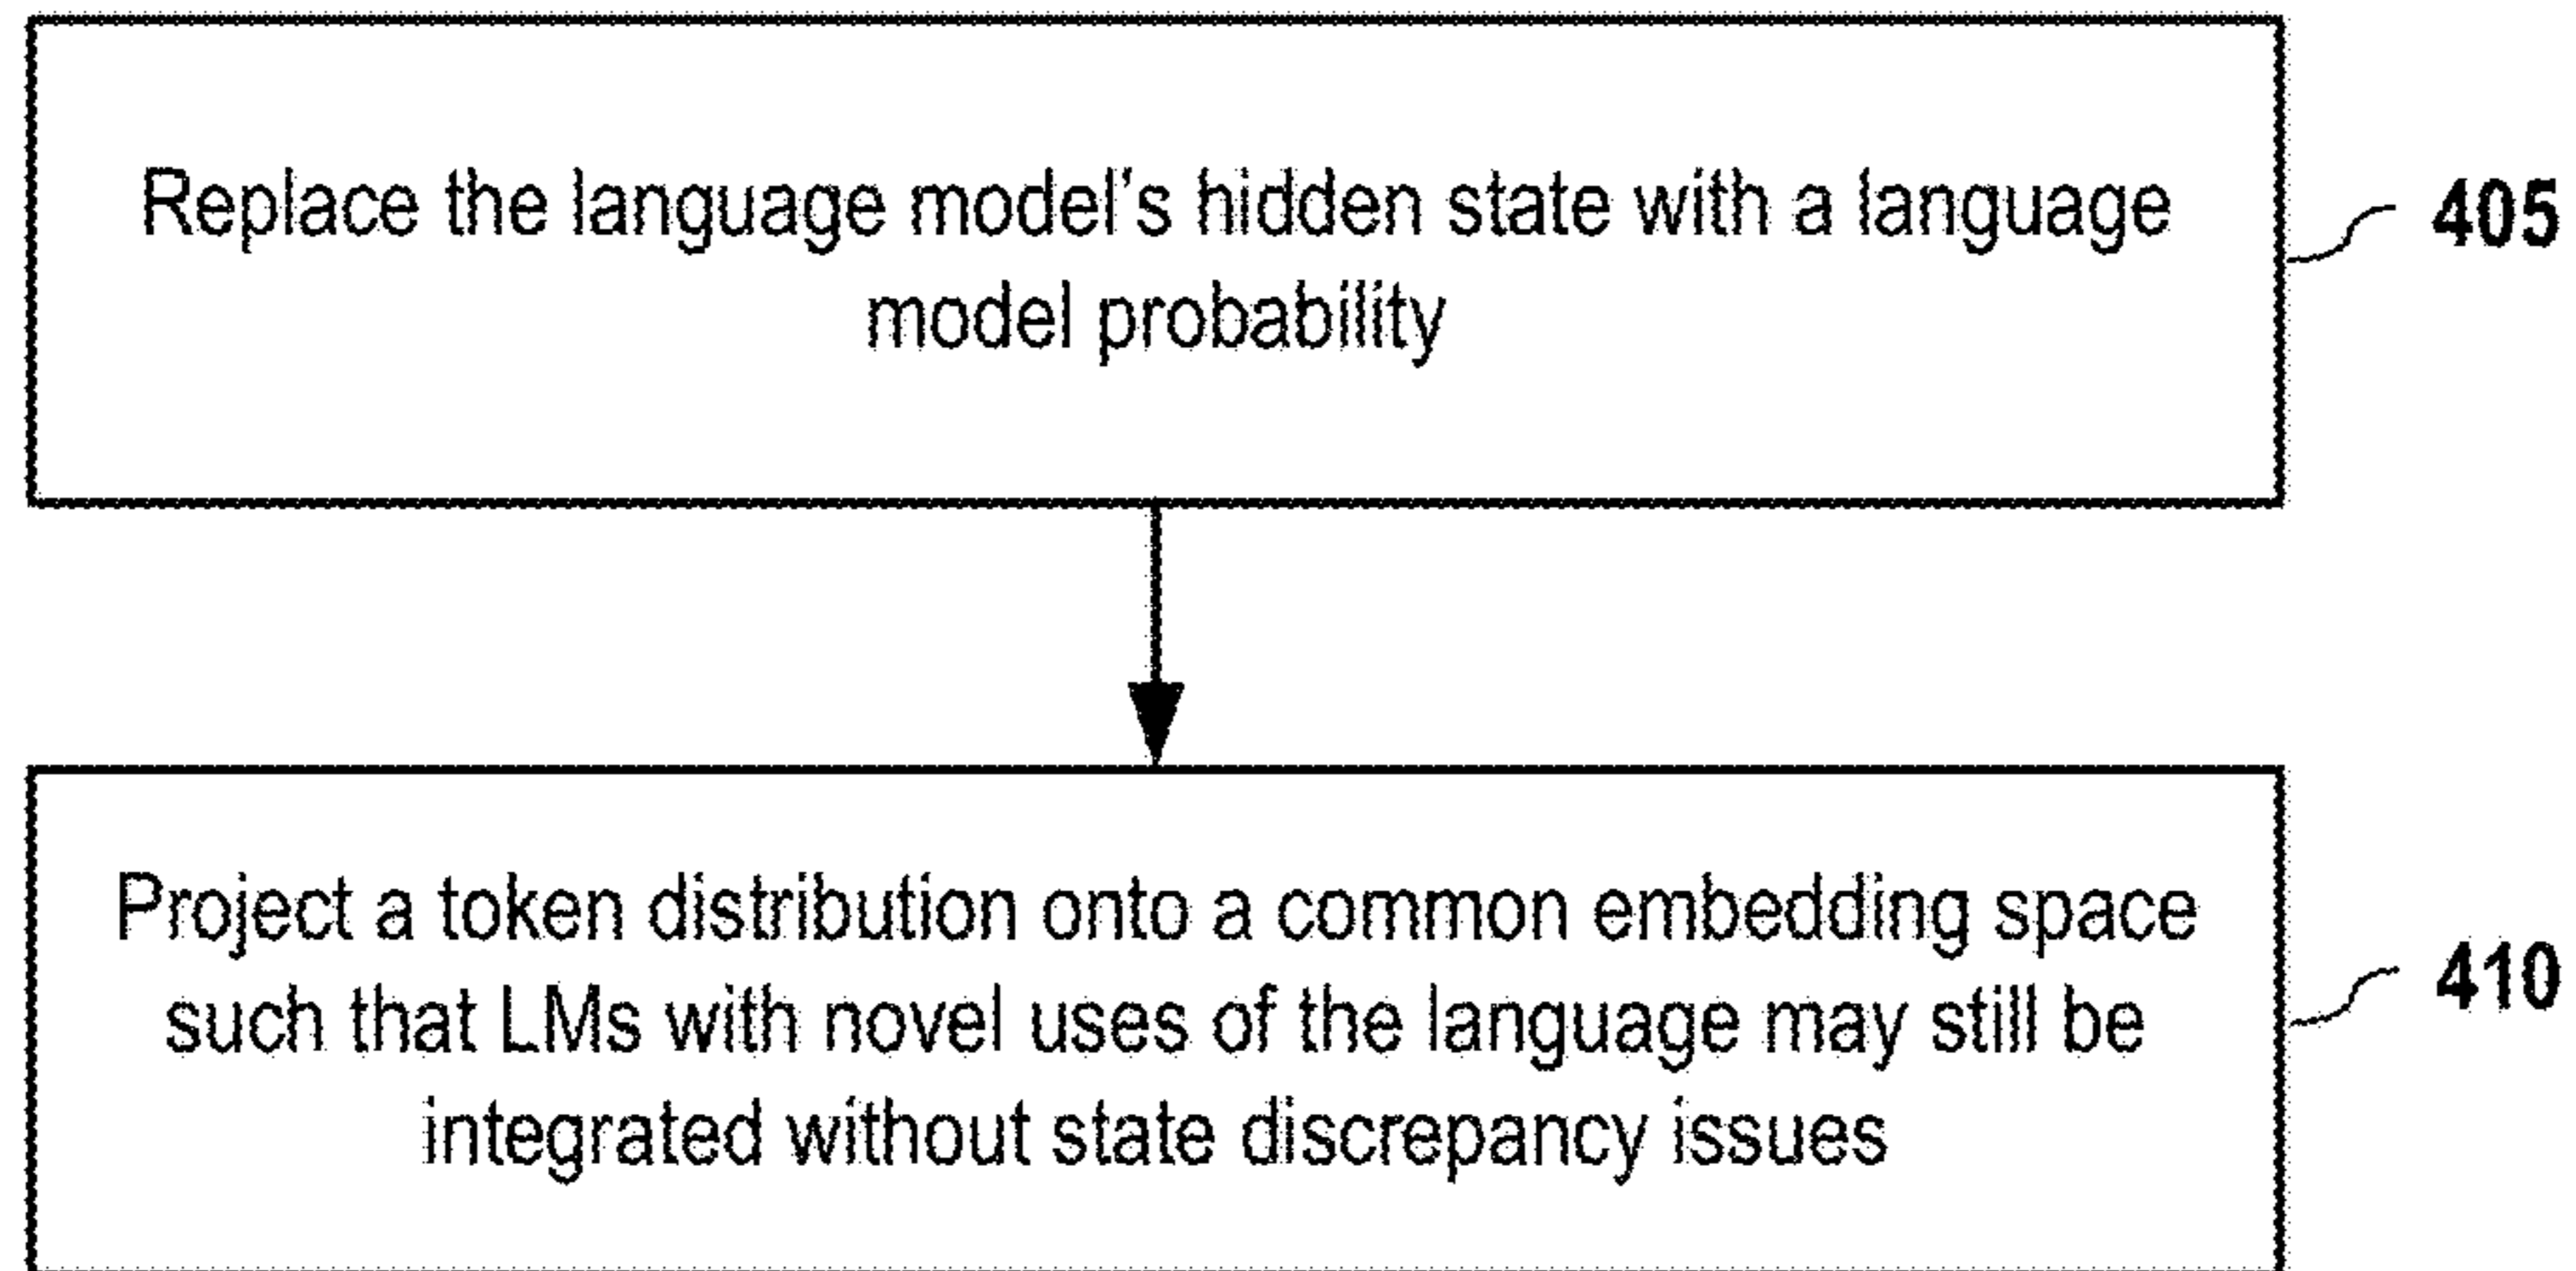 Replace the language model's hidden state with a language
model probability
405
Project a token distribution onto a common embedding space
such that LMs with novel uses of the language may still be
integrated without state discrepancy issues
410